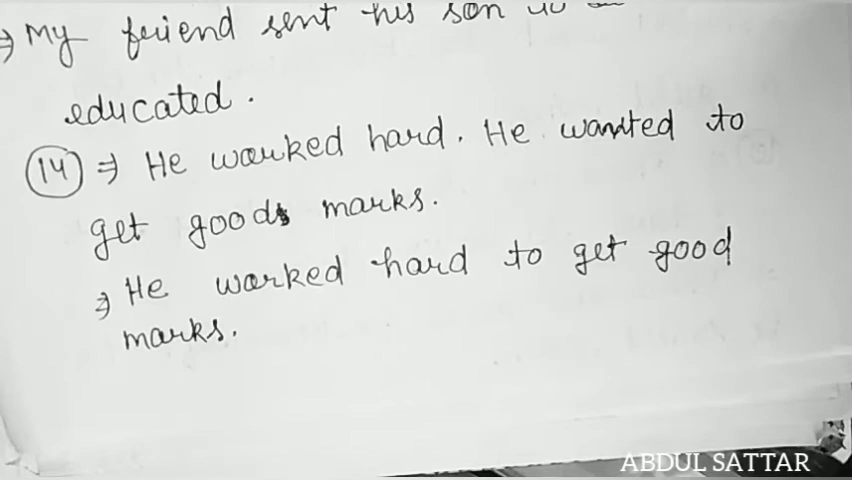 ⇒ My friend sent his son
educated.
(14) ⇒ He worked hard. He wanted to
get good marks.
⇒ He worked hard to get good
marks.
ABDUL SATTAR